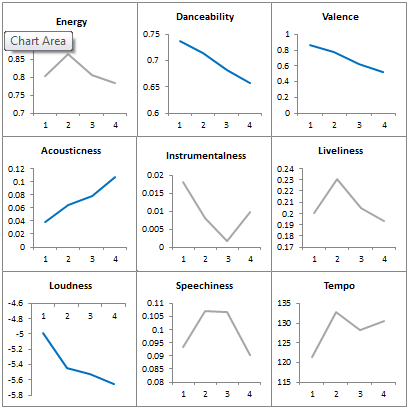 Energy
Chart Area
0.85
0.8
0.75
0.7
1 2 3 4
Danceability
0.75
0.7
0.65
0.6
1 2 3 4
Valence
1
0.8
0.6
0.4
0.2
0
1 2 3 4
Acousticness
0.12
0.1
0.08
0.06
0.04
0.02
0
1 2 3 4
Instrumentalness
0.02
0.015
0.01
0.005
0
1 2 3 4
Liveliness
0.24
0.23
0.22
0.21
0.2
0.19
0.18
0.17
1 2 3 4
Loudness
-4.6
-4.8
-5
-5.2
-5.4
-5.6
-5.8
1 2 3 4
Speechiness
0.11
0.105
0.1
0.095
0.09
0.085
0.08
1 2 3 4
Tempo
135
130
125
120
115
1 2 3 4